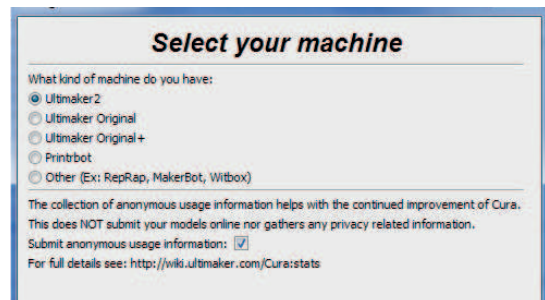 Select your machine
What kind of machine do you have:
Ultimaker2
Ultimaker Original
Ultimaker Original+
Printrbot
Other (Ex: RepRap, MakerBot, Witbox)
The collection of anonymous usage information helps with the continued improvement of Cura.
This does NOT submit your models online nor gathers any privacy related information.
Submit anonymous usage information:
For full details see: http://wiki.ultimaker.com/Cura:stats